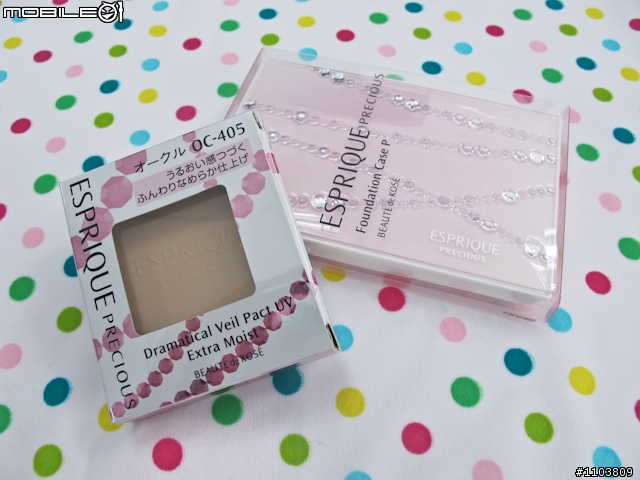 MOBILE01
オークル OC-405
うるおい感つづく
ふんわりなめらか仕上げ
ESPRIQUE PRECIOUS
ESPRIQUE
PRECIOUS
Dramatical Veil Pact UV
Extra Moist
BEAUTÉ de KOSÉ
ESPRIQUE PRECIOUS
Foundation Case P
BEAUTÉ de KOSÉ
ESPRIQUE
PRECIOUS
#1103809